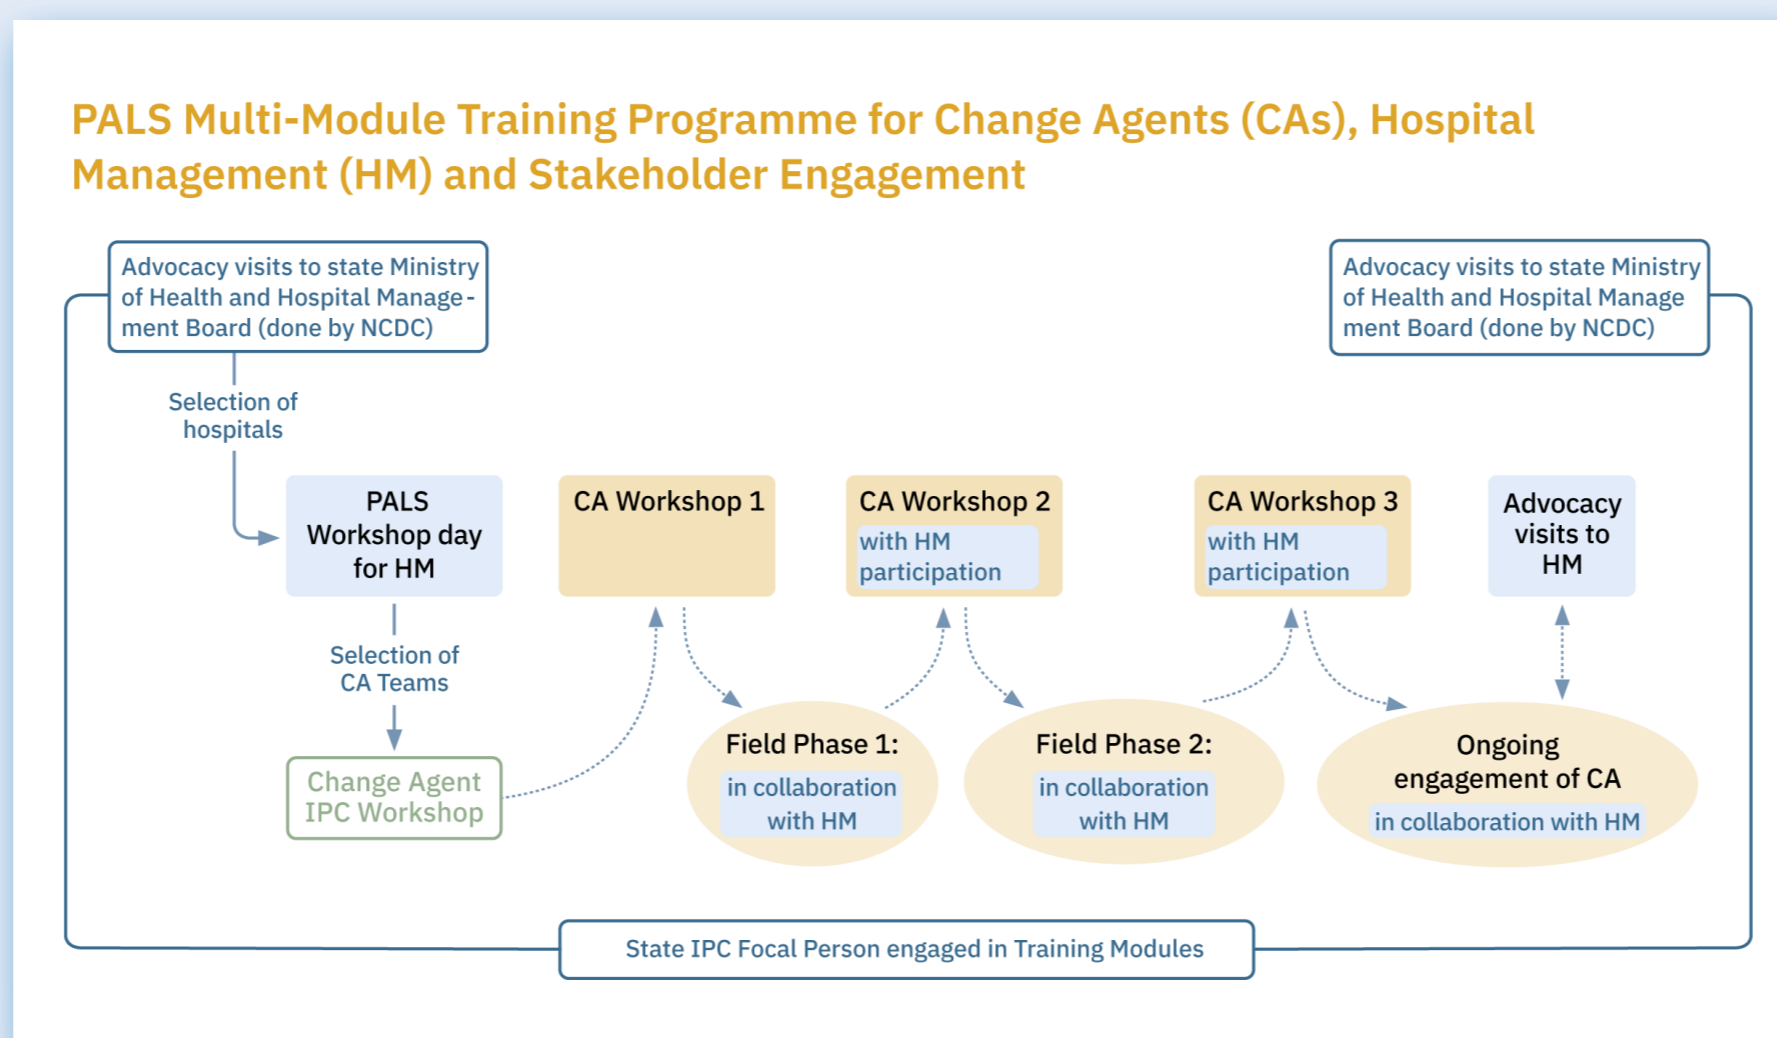 PALS Multi-Module Training Programme for Change Agents (CAs), Hospital
Management (HM) and Stakeholder Engagement
Advocacy visits to state Ministry
of Health and Hospital Manage-
ment Board (done by NCDC)
Advocacy visits to state Ministry
of Health and Hospital Manage
ment Board (done by NCDC)
Selection of
hospitals
PALS
Workshop day
for HM
CA Workshop 1
CA Workshop 2
with HM
participation
CA Workshop 3
with HM
participation
Advocacy
visits to
HM
Selection of
CA Teams
Change Agent
IPC Workshop
Field Phase 1:
in collaboration
with HM
Field Phase 2:
in collaboration
with HM
Ongoing
engagement of CA
in collaboration with HM
State IPC Focal Person engaged in Training Modules